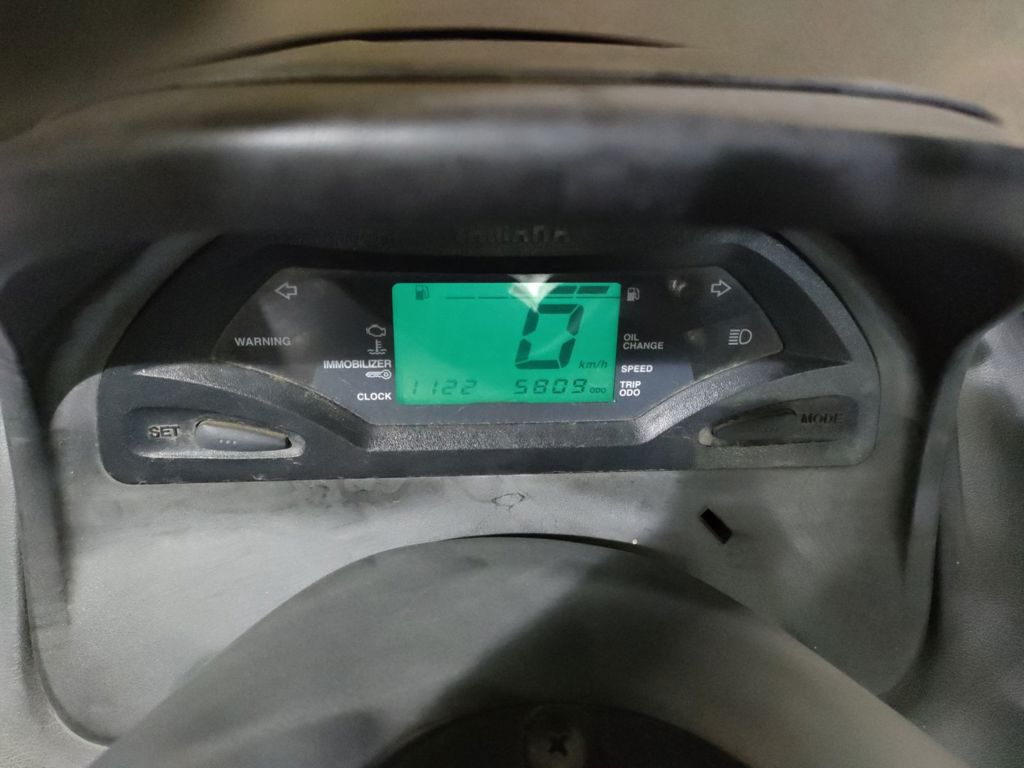 WARNING
IMMOBILIZER
CLOCK
0
km/h
1122 5809 ODO
OIL
CHANGE
SPEED
TRIP
ODO
SET
MODE